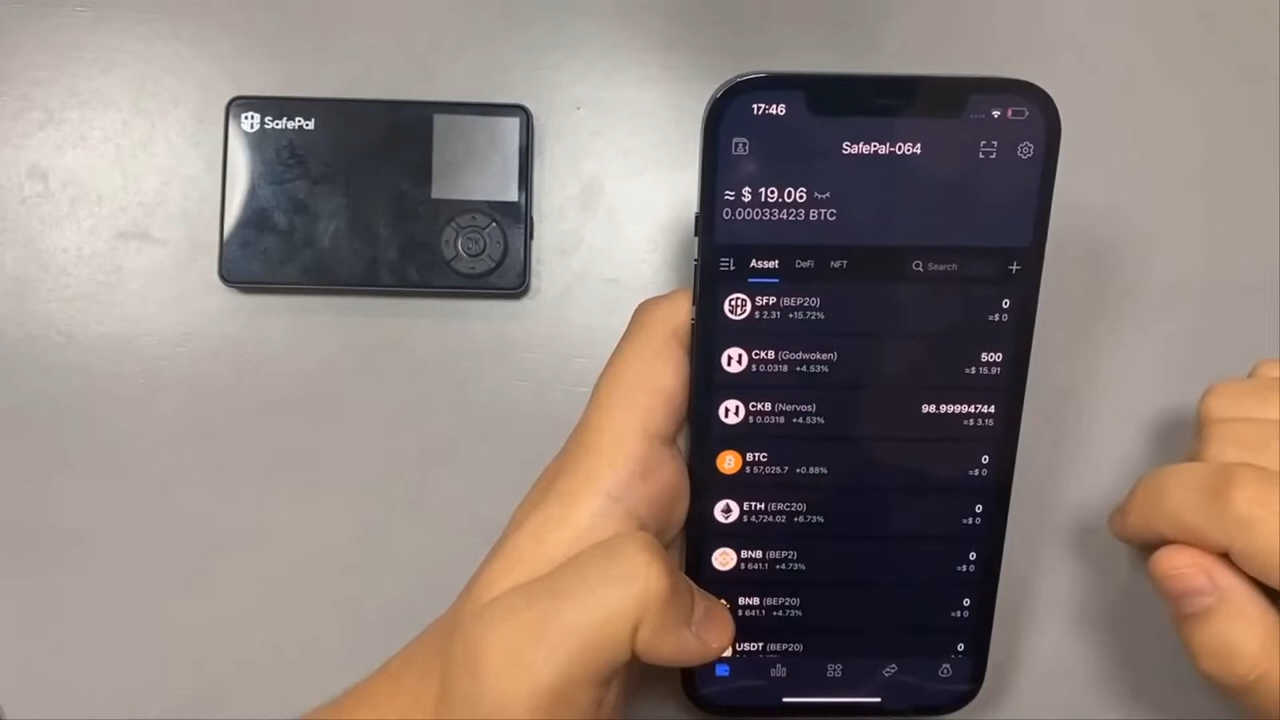 SafePal
OK
17:46
SafePal-064
≈ $ 19.06
0.00033423 BTC
Asset DeFi NFT Search
SFP (BEP20) 0
$ 2.31 +15.72% ≈$ 0
CKB (Godwoken) 500
$ 0.0318 +4.53% ≈$ 15.91
CKB (Nervos) 98.99994744
$ 0.0318 +4.53% ≈$ 3.15
BTC 0
$ 57,025.7 +0.88% ≈$ 0
ETH (ERC20) 0
$ 4,724.02 +6.73% ≈$ 0
BNB (BEP2) 0
$ 641.1 +4.73% ≈$ 0
BNB (BEP20) 0
$ 641.1 +4.73% ≈$ 0
USDT (BEP20) 0